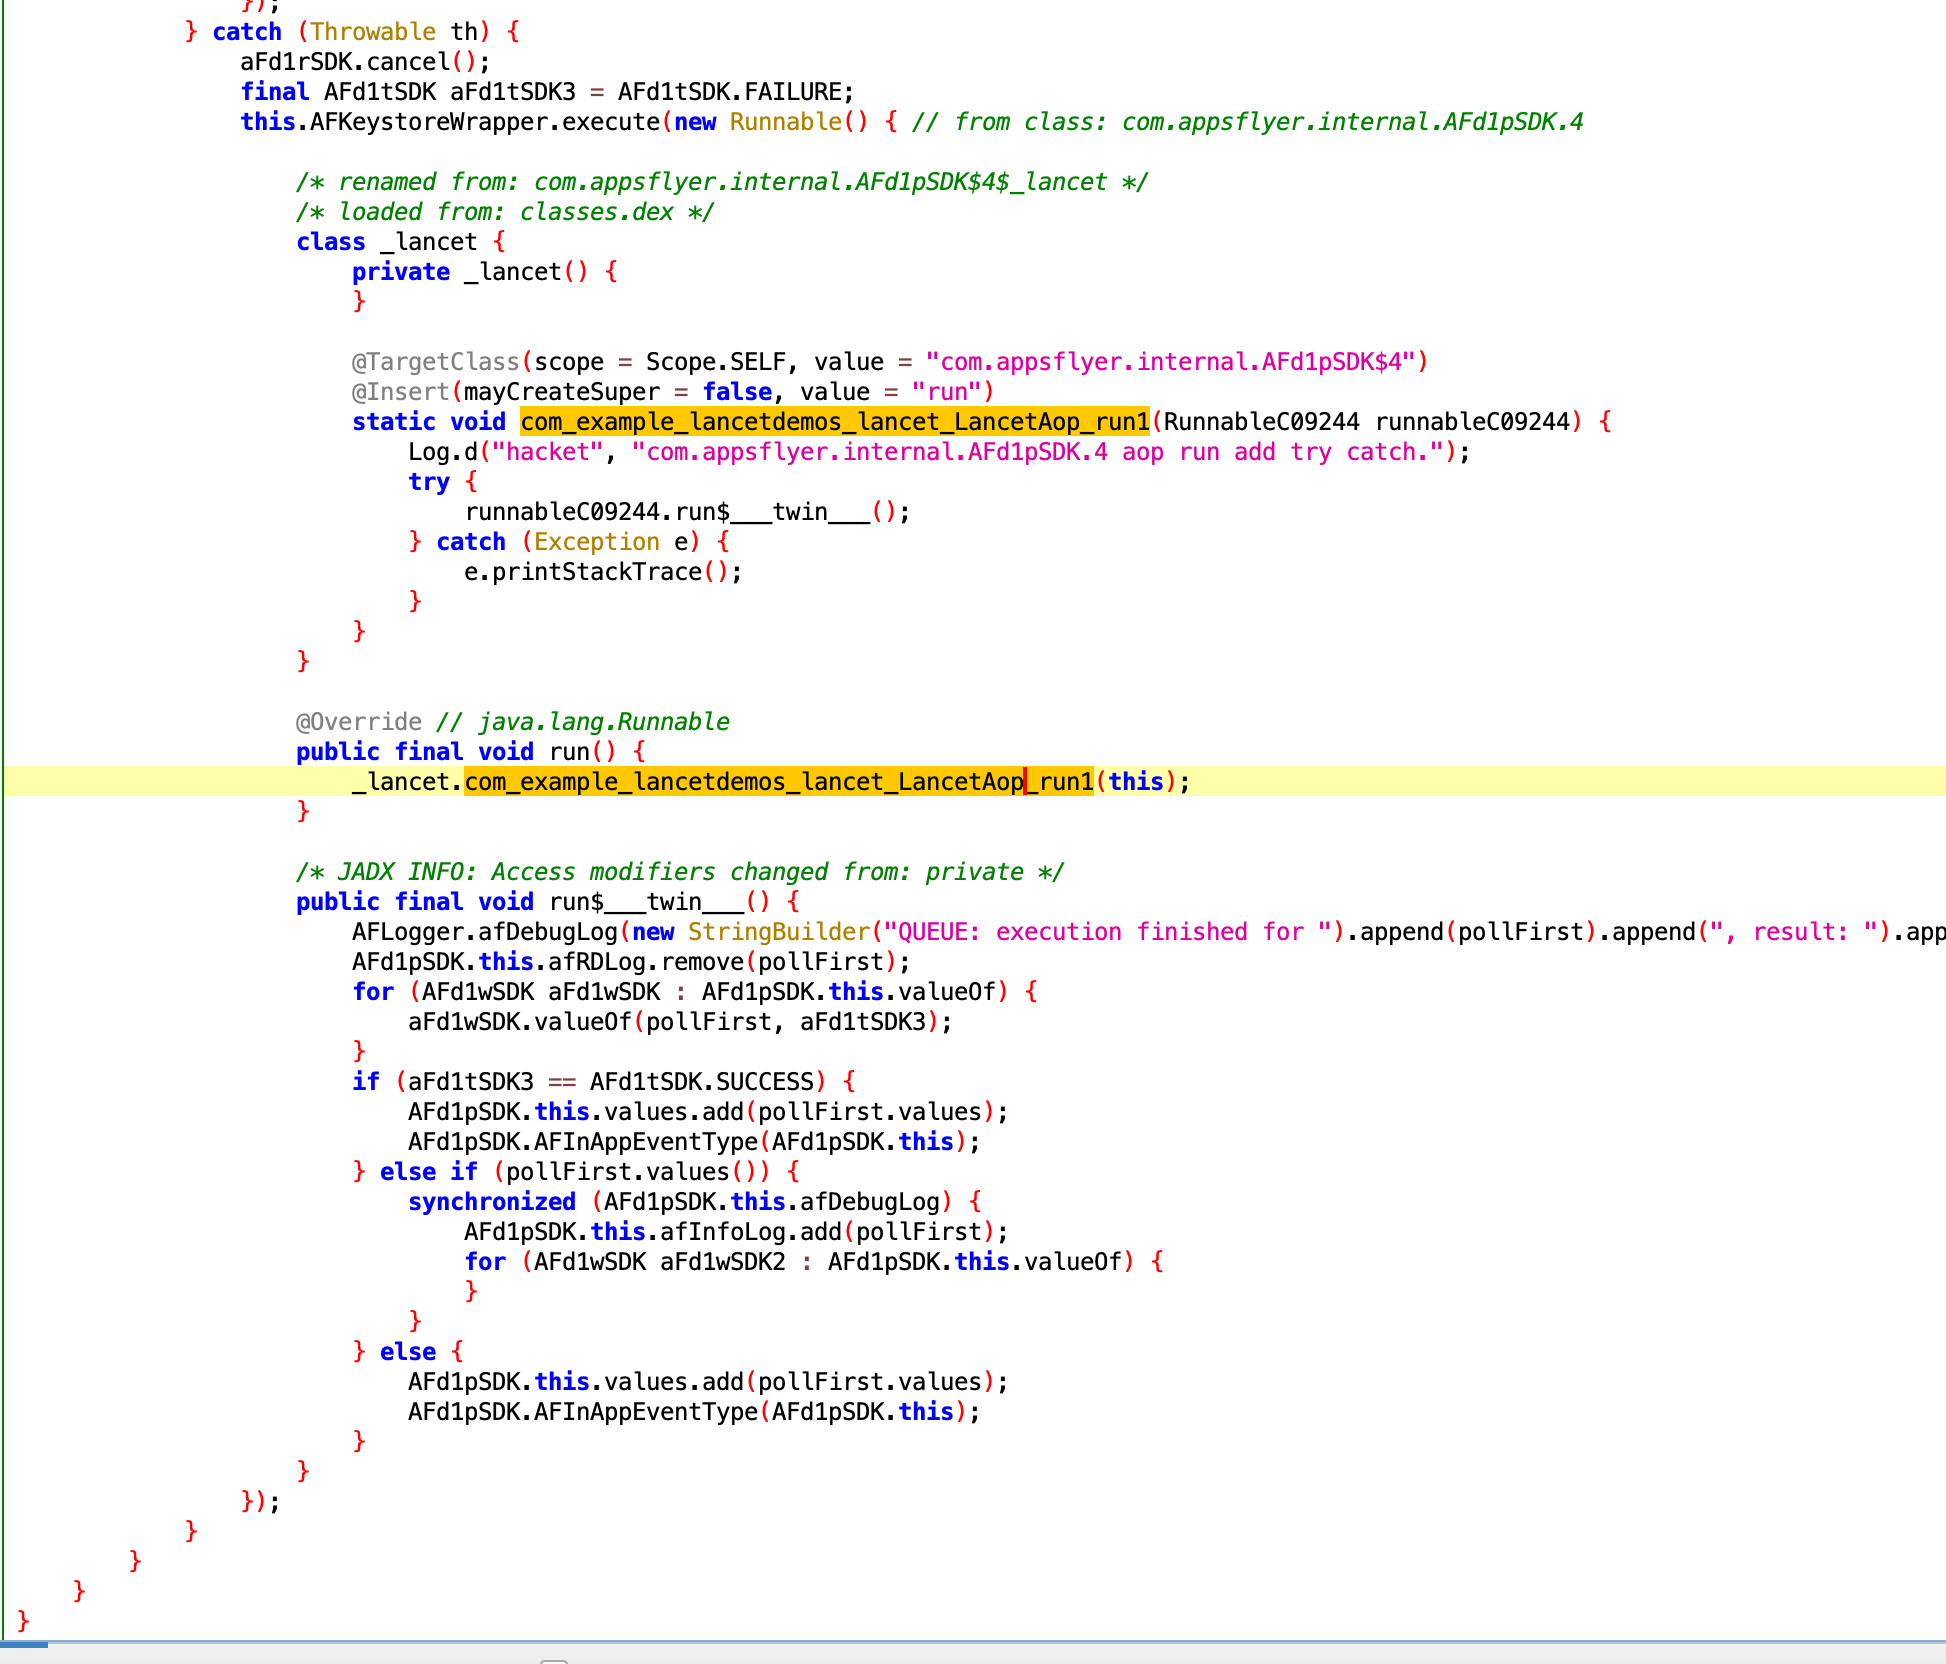 });
} catch (Throwable th) {
aFd1rSDK.cancel();
final AFd1tSDK aFd1tSDK3 = AFd1tSDK.FAILURE;
this.AFKeystoreWrapper.execute(new Runnable() { // from class: com.appsflyer.internal.AFd1pSDK.4
/* renamed from: com.appsflyer.internal.AFd1pSDK$4$_lancet */
/* loaded from: classes.dex */
class _lancet {
private _lancet() {
}
@TargetClass(scope = Scope.SELF, value = "com.appsflyer.internal.AFd1pSDK$4")
@Insert(mayCreateSuper = false, value = "run")
static void com_example_lancetdemos_lancet_LancetAop_run1(RunnableC09244 runnableC09244) {
Log.d("hacket", "com.appsflyer.internal.AFd1pSDK.4 aop run add try catch.");
try {
runnableC09244.run$___twin___();
} catch (Exception e) {
e.printStackTrace();
}
}
}
@Override // java.lang.Runnable
public final void run() {
_lancet.com_example_lancetdemos_lancet_LancetAop_run1(this);
}
/* JADX INFO: Access modifiers changed from: private */
public final void run$___twin___() {
AFLogger.afDebugLog(new StringBuilder("QUEUE: execution finished for ").append(pollFirst).append(", result: ").app
AFd1pSDK.this.afRDLog.remove(pollFirst);
for (AFd1wSDK aFd1wSDK : AFd1pSDK.this.valueOf) {
aFd1wSDK.valueOf(pollFirst, aFd1tSDK3);
}
if (aFd1tSDK3 == AFd1tSDK.SUCCESS) {
AFd1pSDK.this.values.add(pollFirst.values);
AFd1pSDK.AFInAppEventType(AFd1pSDK.this);
} else if (pollFirst.values()) {
synchronized (AFd1pSDK.this.afDebugLog) {
AFd1pSDK.this.afInfoLog.add(pollFirst);
for (AFd1wSDK aFd1wSDK2 : AFd1pSDK.this.valueOf) {
}
}
} else {
AFd1pSDK.this.values.add(pollFirst.values);
AFd1pSDK.AFInAppEventType(AFd1pSDK.this);
}
}
});
}
}
}
}